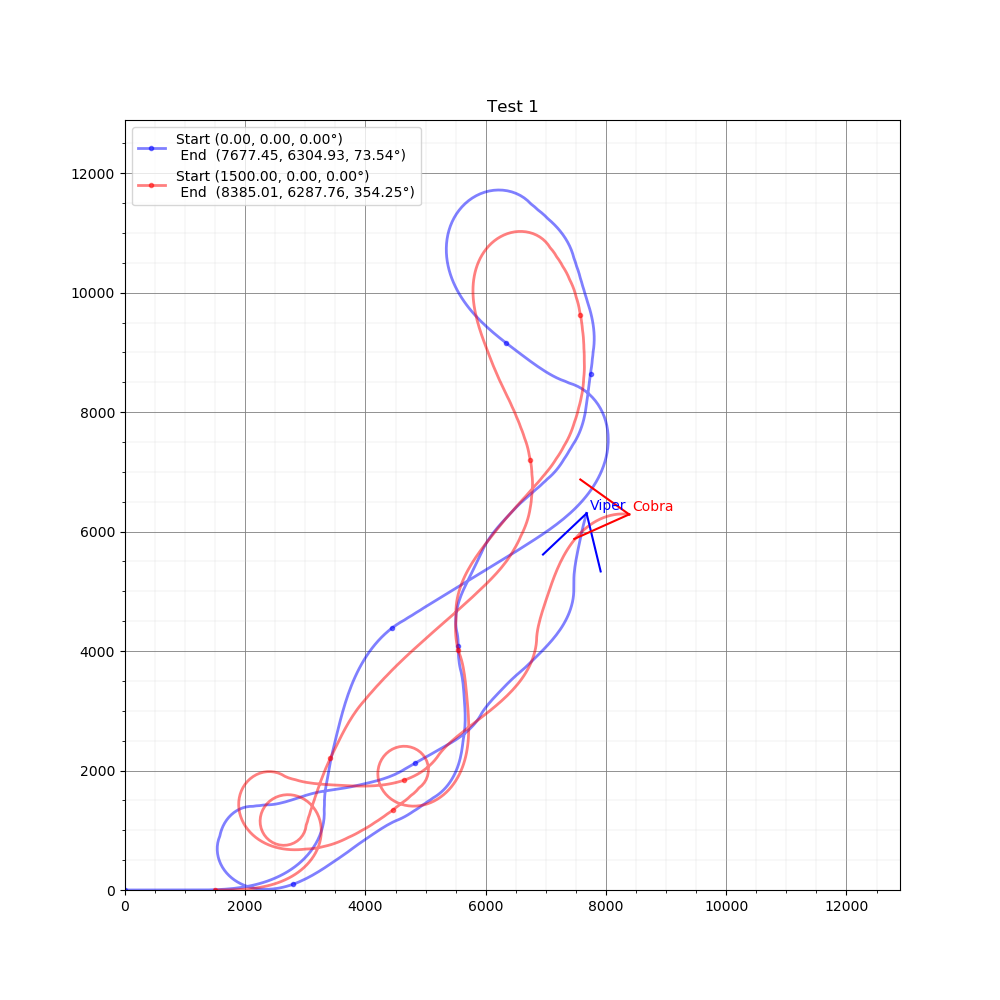 Test 1
Start (0.00, 0.00, 0.00°)
End  (7677.45, 6304.93, 73.54°)
Start (1500.00, 0.00, 0.00°)
End  (8385.01, 6287.76, 354.25°)
12000
10000
8000
6000
4000
2000
0
Viper
Cobra
0 2000 4000 6000 8000 10000 12000